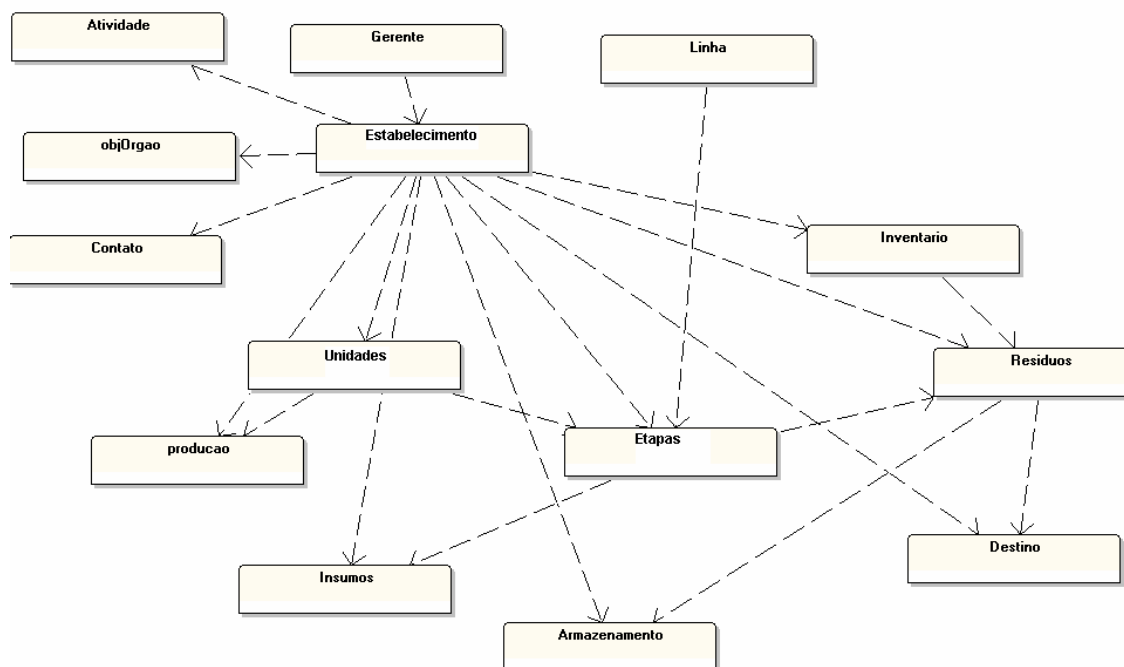 Atividade
Gerente
Linha
Estabelecimento
objOrgao
Contato
Inventario
Unidades
Residuos
producao
Etapas
Destino
Insumos
Armazenamento